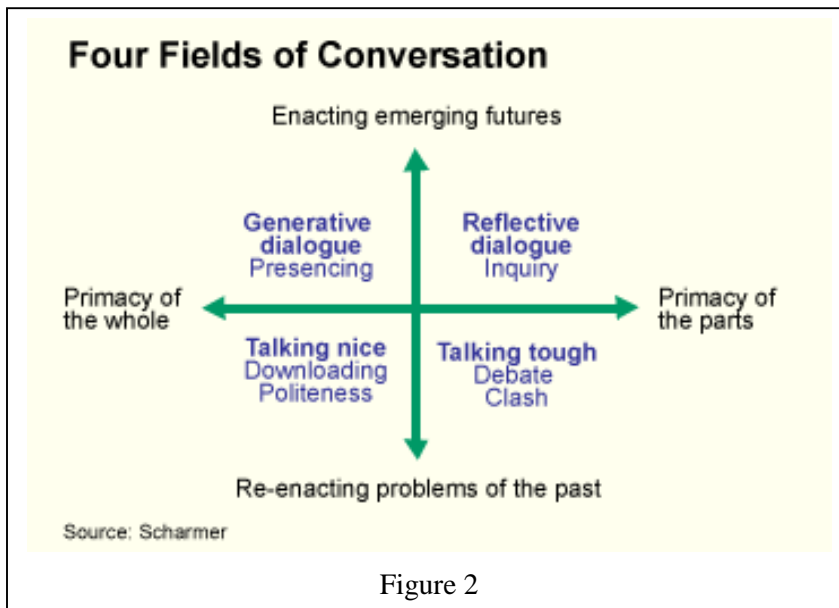 Four Fields of Conversation
Enacting emerging futures
Generative
dialogue
Presencing
Reflective
dialogue
Inquiry
Primacy of
the whole
Primacy of
the parts
Talking nice
Downloading
Politeness
Talking tough
Debate
Clash
Re-enacting problems of the past
Source: Scharmer
Figure 2